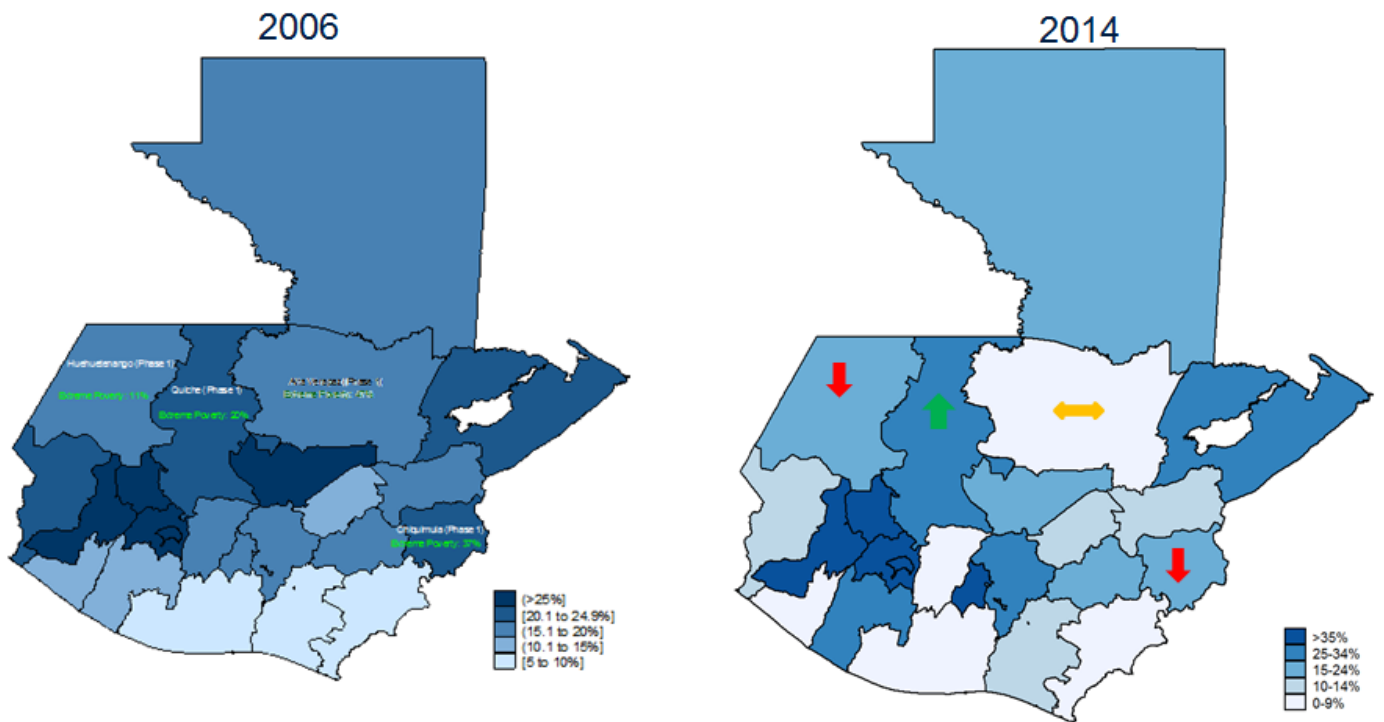 2006
2014
Huehuetenango (Phase 1)
Extreme Poverty: 11%
Quiche (Phase 1)
Extreme Poverty: 20%
Extreme Poverty:
Chiquimula (Phase 1)
Extreme Poverty: 37%
(>25%]
[20.1 to 24.9%]
(15.1 to 20%]
(10.1 to 15%]
[5 to 10%]
>35%
25-34%
15-24%
10-14%
0-9%